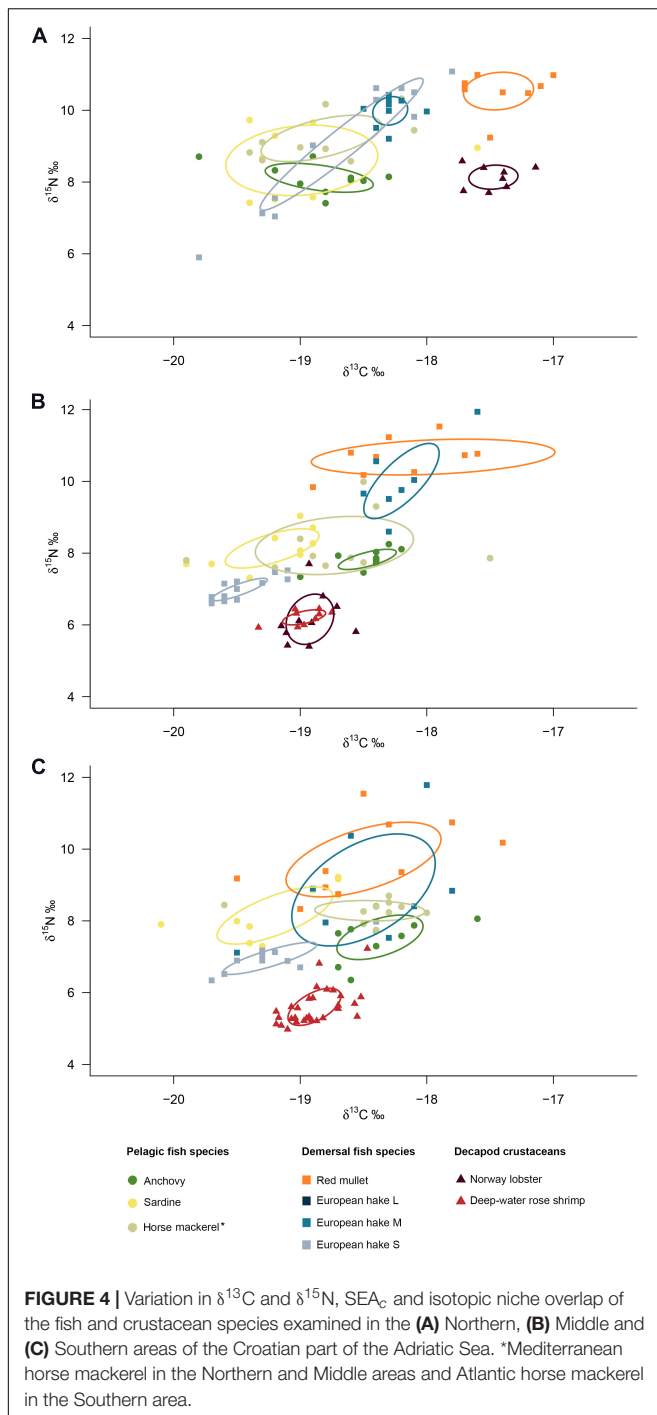 A
12
10
8
6
4
δ15N ‰
−20
−19
−18
−17
δ13C ‰
B
12
10
8
6
4
δ15N ‰
−20
−19
−18
−17
δ13C ‰
C
12
10
8
6
4
δ15N ‰
−20
−19
−18
−17
δ13C ‰
Pelagic fish species
Anchovy
Sardine
Horse mackerel*
Demersal fish species
Red mullet
European hake L
European hake M
European hake S
Decapod crustaceans
Norway lobster
Deep-water rose shrimp
FIGURE 4 | Variation in δ13C and δ15N, SEAc and isotopic niche overlap of
the fish and crustacean species examined in the (A) Northern, (B) Middle and
(C) Southern areas of the Croatian part of the Adriatic Sea. *Mediterranean
horse mackerel in the Northern and Middle areas and Atlantic horse mackerel
in the Southern area.